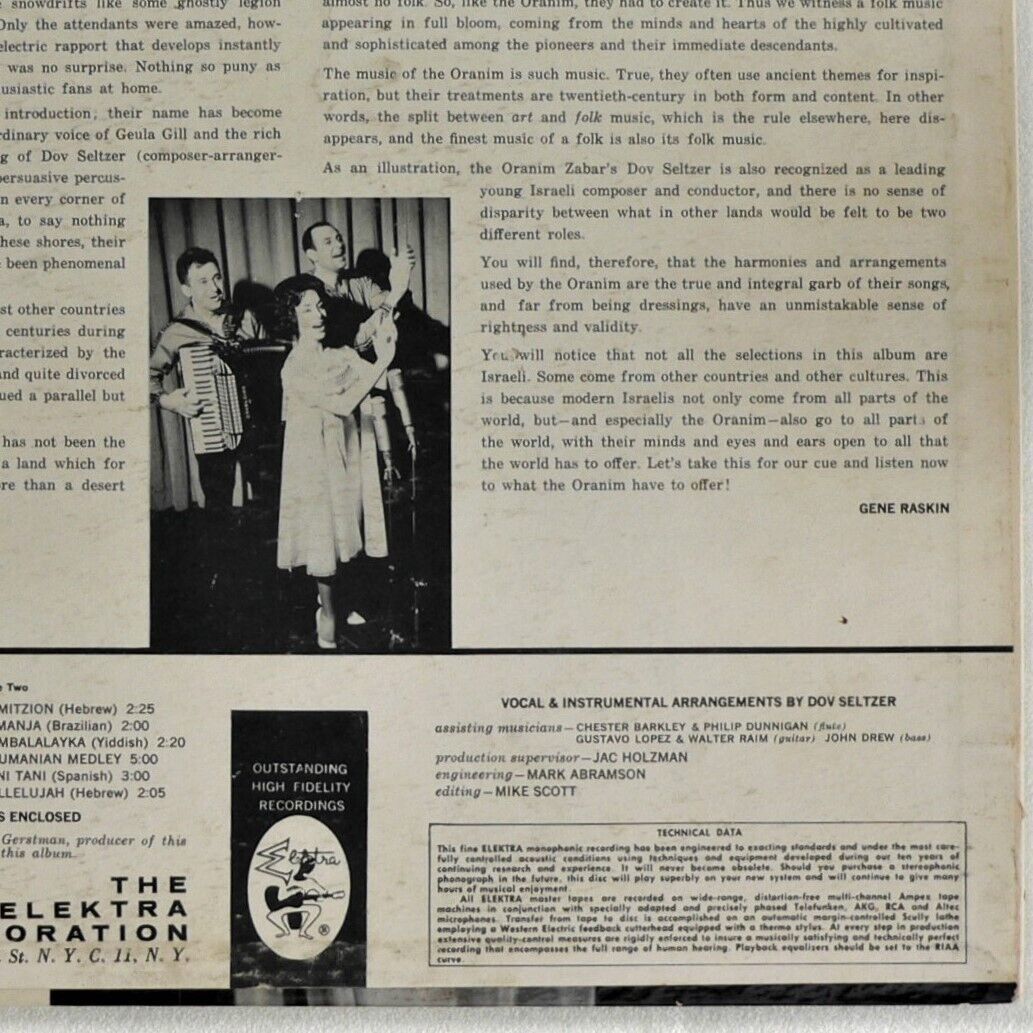 snowdrifts like some ghostly legion
Only the attendants were amazed, how-
electric rapport that develops instantly
was no surprise. Nothing so puny as
usiastic fans at home.
introduction, their name has become
rdinary voice of Geula Gill and the rich
g of Dov Seltzer (composer-arranger-
persuasive percus-
n every corner of
a, to say nothing
hese shores, their
been phenomenal
st other countries
centuries during
racterized by the
and quite divorced
ued a parallel but
has not been the
a land which for
re than a desert
almost no folk. So, like the Oranim, they had to create it. Thus we witness a folk music
appearing in full bloom, coming from the minds and hearts of the highly cultivated
and sophisticated among the pioneers and their immediate descendants.
The music of the Oranim is such music. True, they often use ancient themes for inspi-
ration, but their treatments are twentieth-century in both form and content. In other
words, the split between art and folk music, which is the rule elsewhere, here dis-
appears, and the finest music of a folk is also its folk music.
As an illustration, the Oranim Zabar's Dov Seltzer is also recognized as a leading
young Israeli composer and conductor, and there is no sense of
disparity between what in other lands would be felt to be two
different roles.
You will find, therefore, that the harmonies and arrangements
used by the Oranim are the true and integral garb of their songs,
and far from being dressings, have an unmistakable sense of
rightness and validity.
You will notice that not all the selections in this album are
Israeli. Some come from other countries and other cultures. This
is because modern Israelis not only come from all parts of the
world, but—and especially the Oranim—also go to all parts of
the world, with their minds and eyes and ears open to all that
the world has to offer. Let's take this for our cue and listen now
to what the Oranim have to offer!
GENE RASKIN
e Two
MITZION (Hebrew) 2:25
MANJA (Brazilian) 2:00
MBALALAYKA (Yiddish) 2:20
UMANIAN MEDLEY 5:00
NI TANI (Spanish) 3:00
LLELUJAH (Hebrew) 2:05
S ENCLOSED
Gerstman, producer of this
this album.
THE
ELEKTRA
ORATION
St. N. Y. C. 11, N. Y.
OUTSTANDING
HIGH FIDELITY
RECORDINGS
Elektra
®
VOCAL & INSTRUMENTAL ARRANGEMENTS BY DOV SELTZER
assisting musicians—CHESTER BARKLEY & PHILIP DUNNIGAN (flute)
GUSTAVO LOPEZ & WALTER RAIM (guitar) JOHN DREW (bass)
production supervisor—JAC HOLZMAN
engineering—MARK ABRAMSON
editing—MIKE SCOTT
TECHNICAL DATA
This fine ELEKTRA monophonic recording has been engineered to exacting standards and under the most care-
fully controlled acoustic conditions using techniques and equipment developed during our ten years of
continuing research and experience. It will never become obsolete. Should you purchase a stereophonic
phonograph in the future, this disc will play superbly on your new system and will continue to give many
hours of musical enjoyment.
All ELEKTRA master tapes are recorded on wide-range, distortion-free multi-channel Ampex tape
machines in conjunction with specially adapted and precisely phased Telefunken, AKG, RCA and Altec
microphones. Transfer from tape to disc is accomplished on an automatic margin-controlled Scully lathe
employing a Western Electric feedback cutterhead equipped with a thermo stylus. At every step in production
extensive quality-control measures are rigidly enforced to insure a musically satisfying and technically perfect
recording that encompasses the full range of human hearing. Playback equalizers should be set to the RIAA
curve.